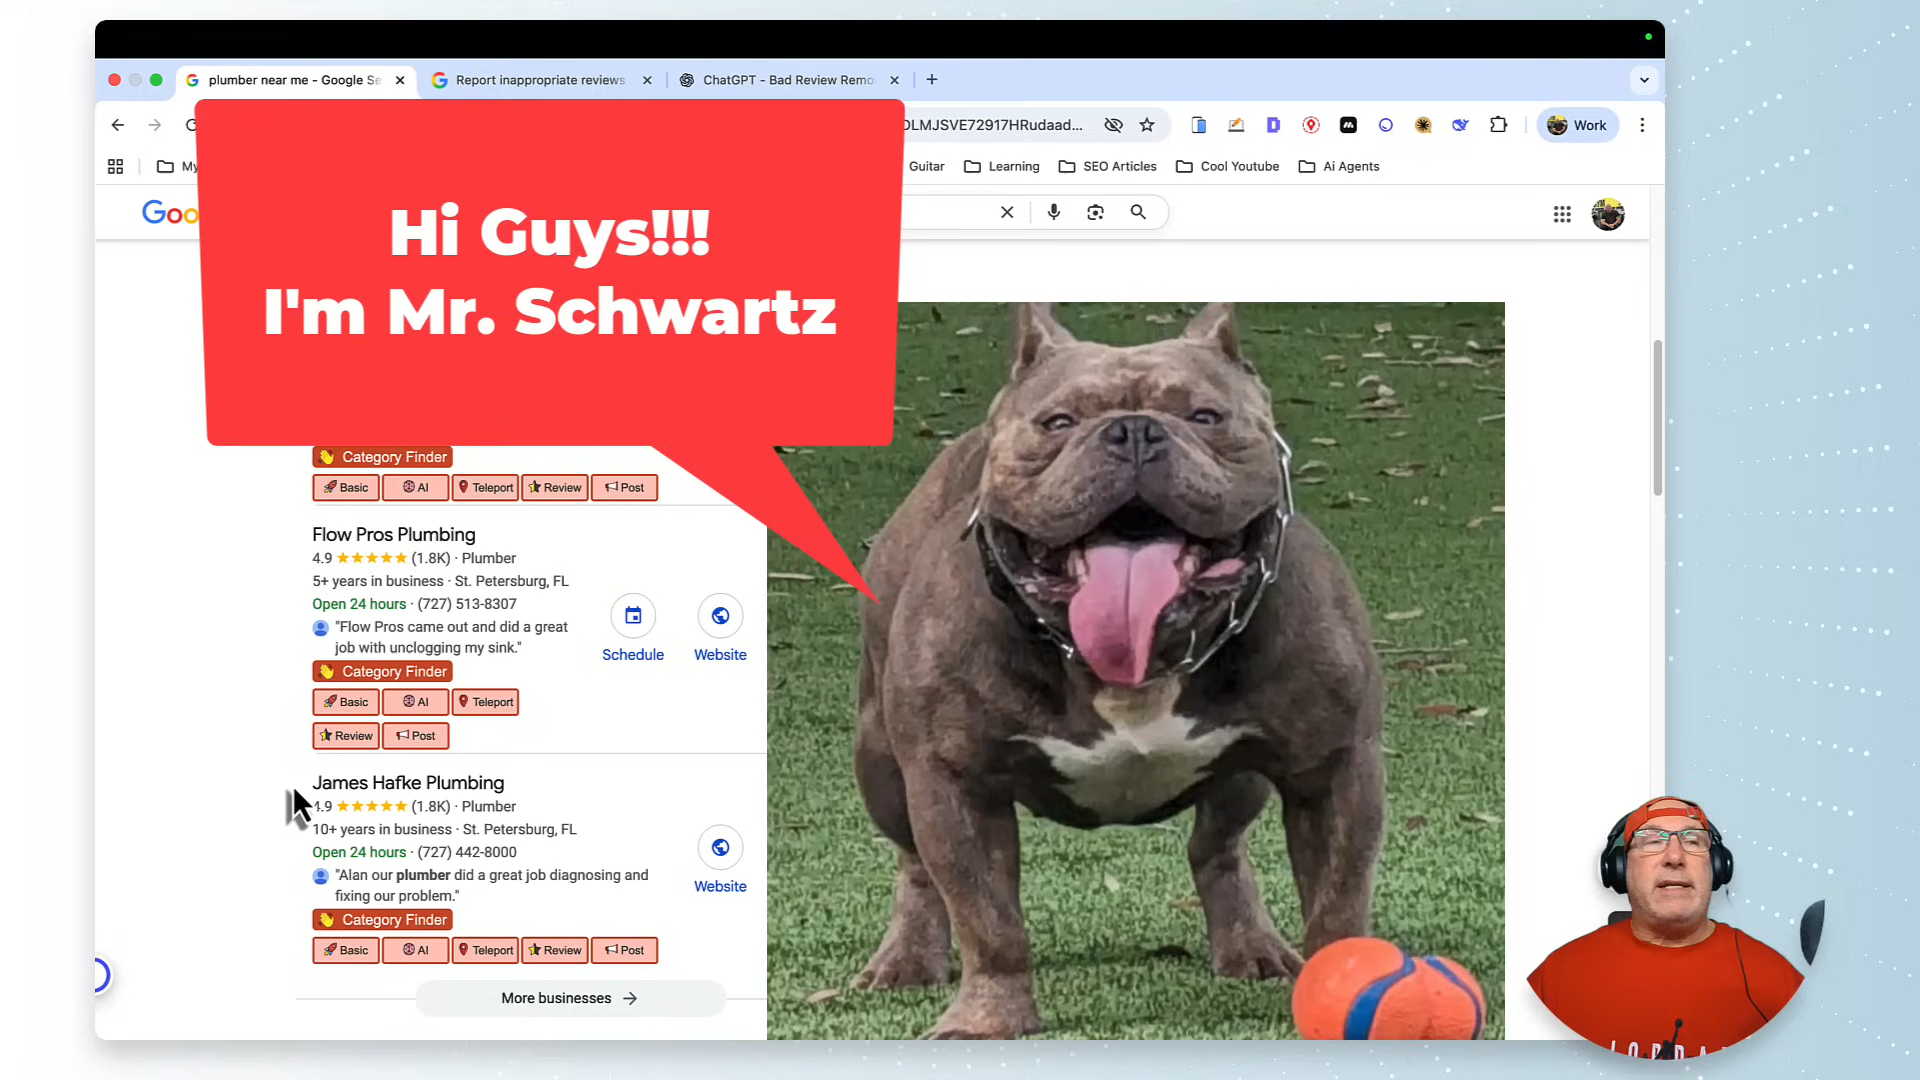 plumber near me - Google Se
Report inappropriate reviews
ChatGPT - Bad Review Remo
DLMJSVE72917HRudaad...
Work
My
Guitar
Learning
SEO Articles
Cool Youtube
Ai Agents
Goo
Hi Guys!!!
I'm Mr. Schwartz
Category Finder
Basic
AI
Teleport
Review
Post
Flow Pros Plumbing
4.9 ★★★★★ (1.8K) · Plumber
5+ years in business · St. Petersburg, FL
Open 24 hours · (727) 513-8307
"Flow Pros came out and did a great
job with unclogging my sink."
Schedule
Website
Category Finder
Basic
AI
Teleport
Review
Post
James Hafke Plumbing
4.9 ★★★★★ (1.8K) · Plumber
10+ years in business · St. Petersburg, FL
Open 24 hours · (727) 442-8000
"Alan our plumber did a great job diagnosing and
fixing our problem."
Website
Category Finder
Basic
AI
Teleport
Review
Post
More businesses